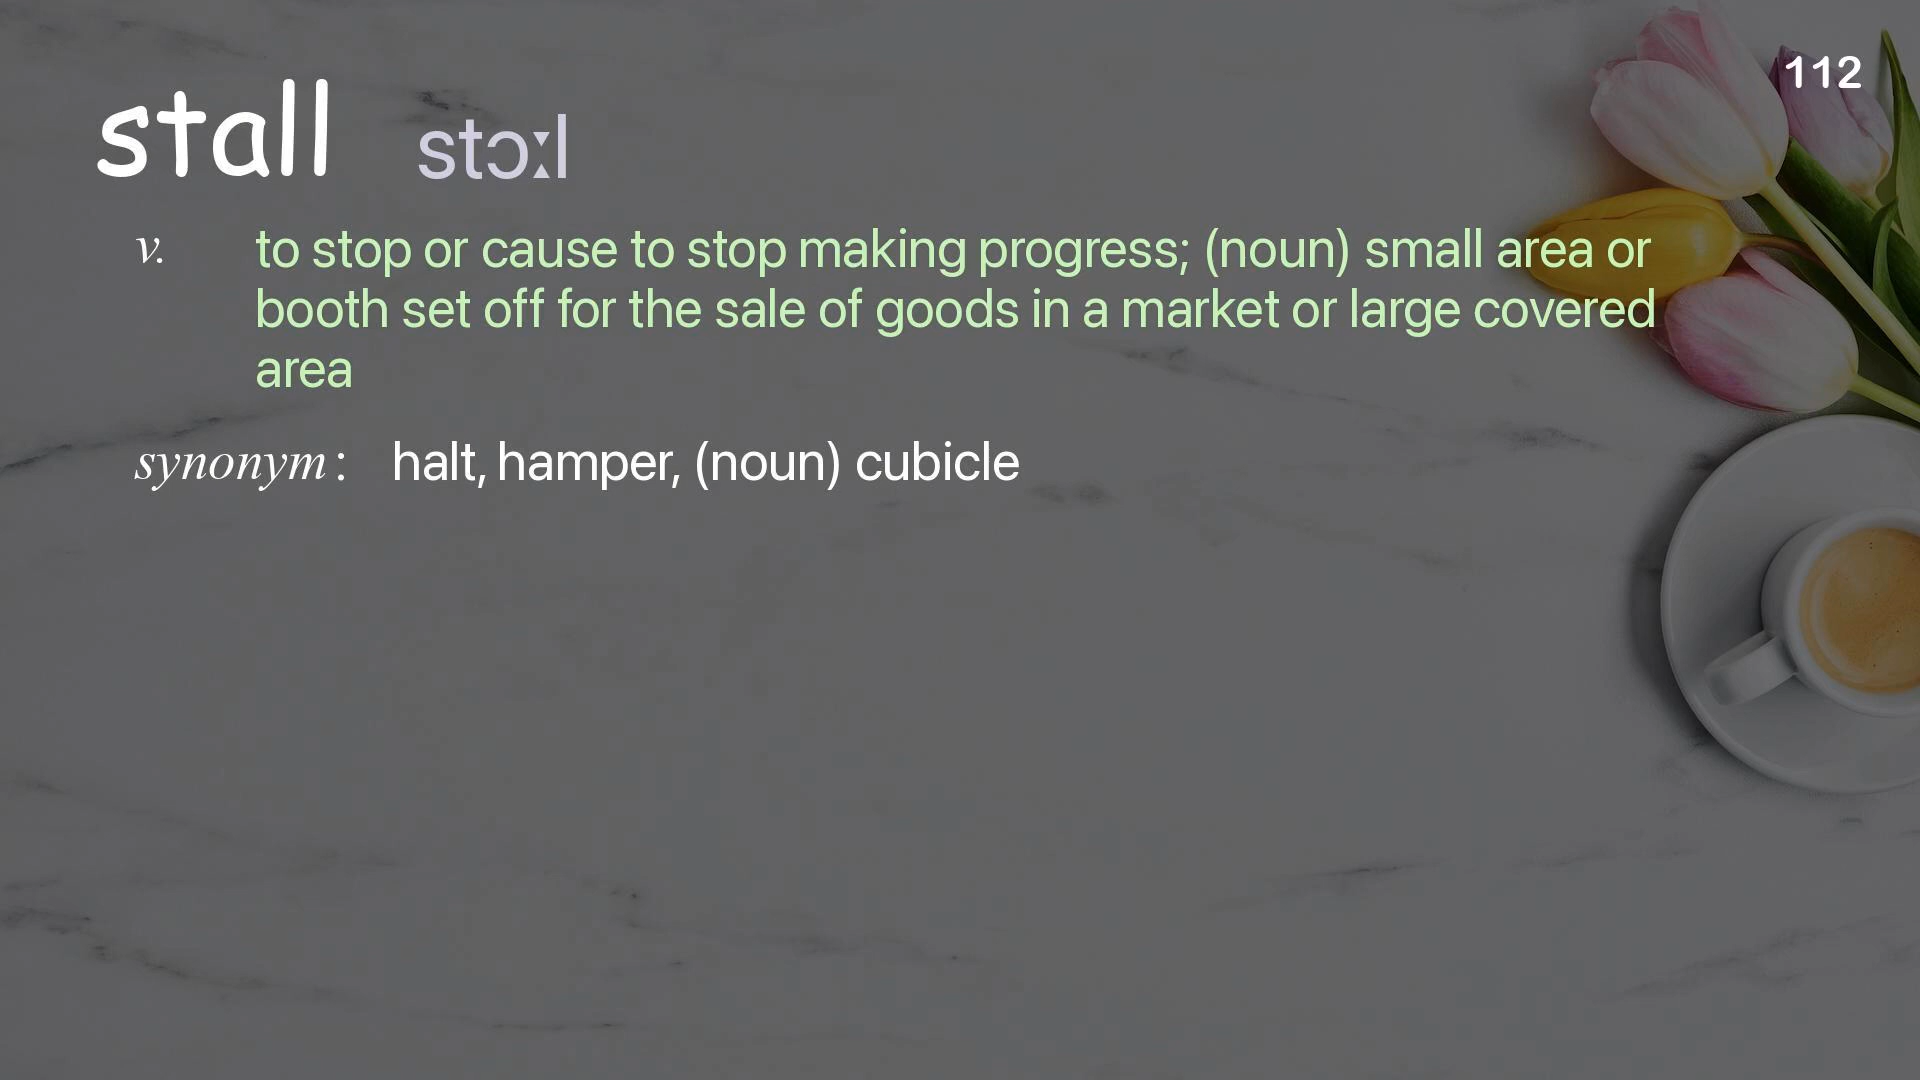 112
stall stɔːl
v. to stop or cause to stop making progress; (noun) small area or
booth set off for the sale of goods in a market or large covered
area
synonym : halt, hamper, (noun) cubicle